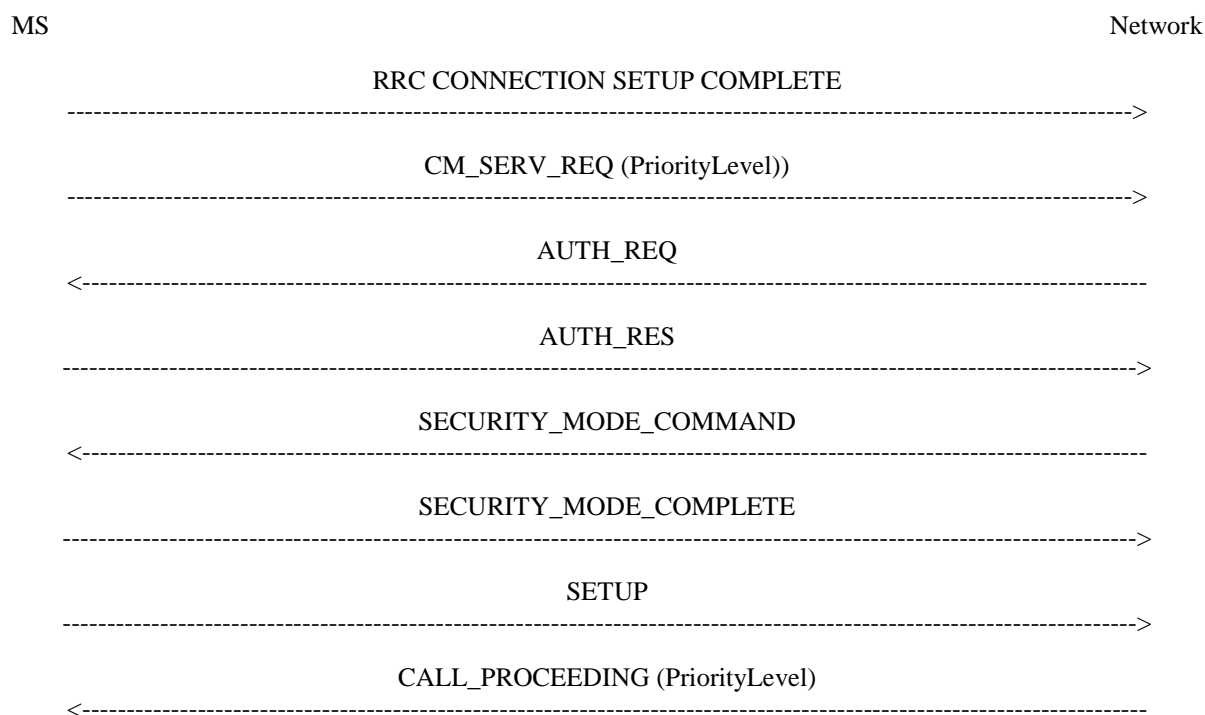 MS Network
RRC CONNECTION SETUP COMPLETE
CM_SERV_REQ (PriorityLevel))
AUTH_REQ
AUTH_RES
SECURITY_MODE_COMMAND
SECURITY_MODE_COMPLETE
SETUP
CALL_PROCEEDING (PriorityLevel)